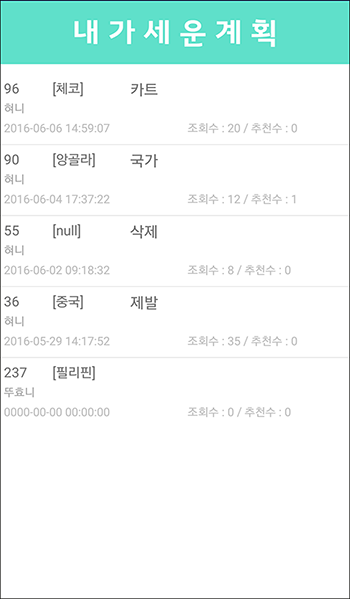 내가세운계획
96 [체코] 카트
혀니
2016-06-06 14:59:07 조회수 : 20 / 추천수 : 0
90 [앙골라] 국가
혀니
2016-06-04 17:37:22 조회수 : 12 / 추천수 : 1
55 [null] 삭제
혀니
2016-06-02 09:18:32 조회수 : 8 / 추천수 : 0
36 [중국] 제발
혀니
2016-05-29 14:17:52 조회수 : 35 / 추천수 : 0
237 [필리핀]
뚜효니
0000-00-00 00:00:00 조회수 : 0 / 추천수 : 0